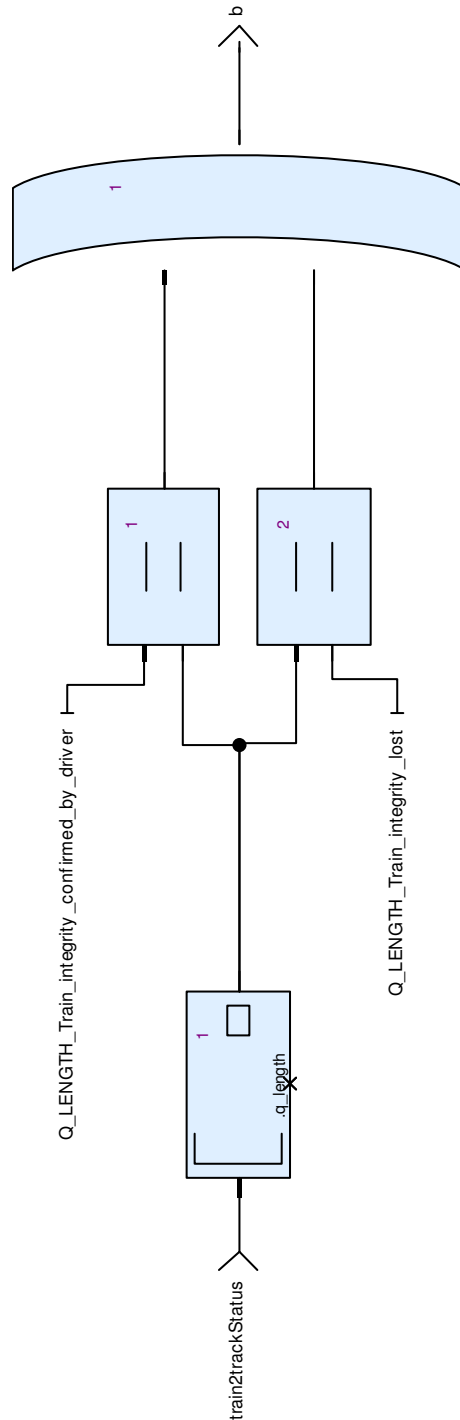 train2trackStatus
1
.q_length
Q_LENGTH_Train_integrity_confirmed_by_driver
Q_LENGTH_Train_integrity_lost
1
2
1
b